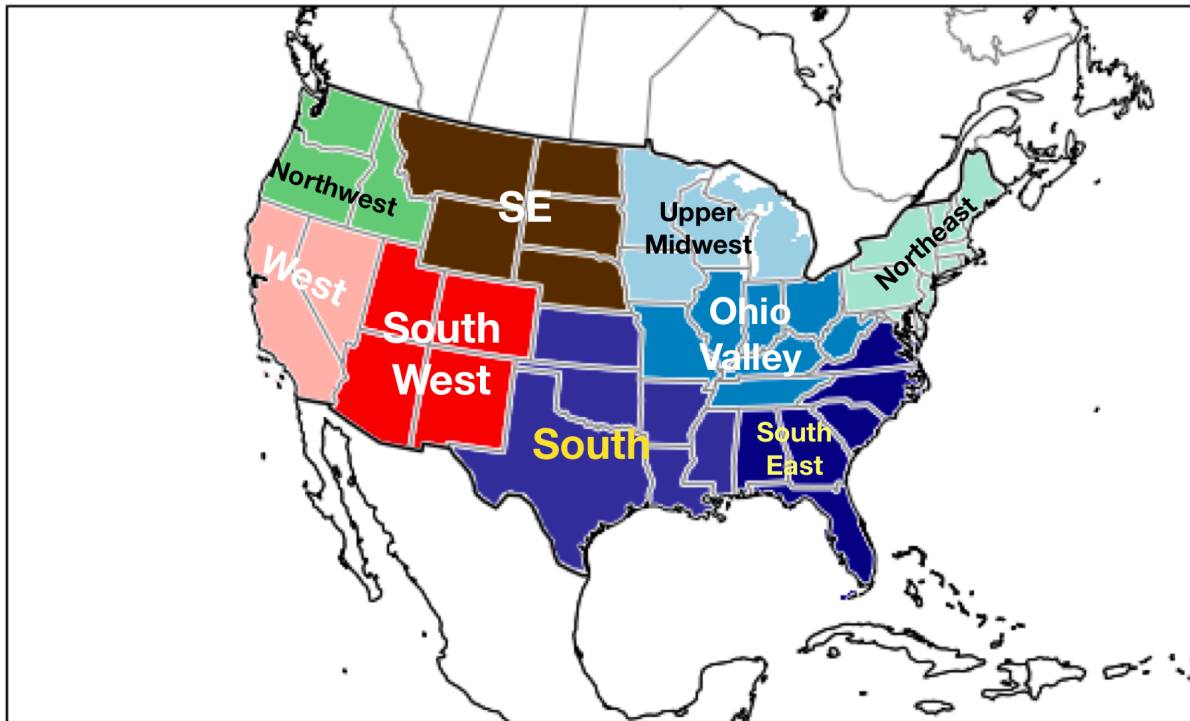 Northwest
SE
Upper
Midwest
Northeast
West
South
West
Ohio
Valley
South
South
East